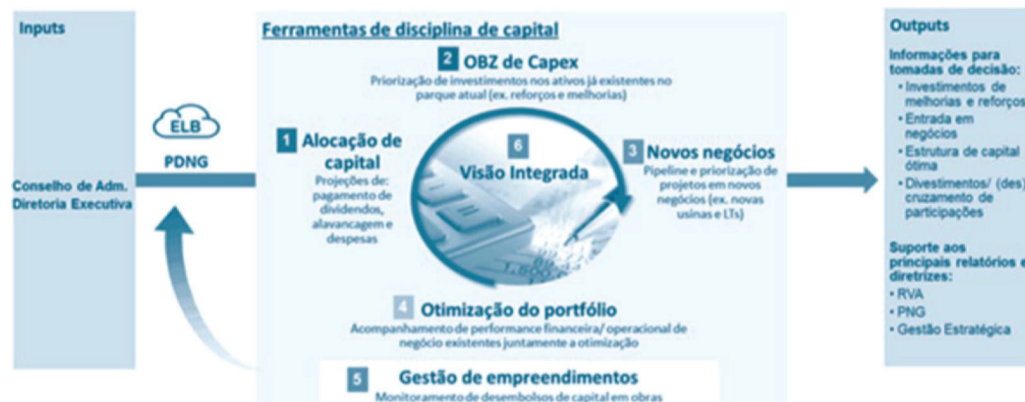 Inputs
ELB
PDNG
Conselho de Adm.
Diretoria Executiva
Ferramentas de disciplina de capital
2 OBZ de Capex
Priorização de investimentos nos ativos já existentes no
parque atual (ex. reforços e melhorias)
1 Alocação de
capital
Projeções de:
pagamento de
dividendos,
alavancagem e
despesas
6
Visão Integrada
3 Novos negócios
Pipeline e priorização de
projetos em novos
negócios (ex. novas
usinas e LTs)
4 Otimização do portfólio
Acompanhamento de performance financeira/ operacional de
negócio existentes juntamente a otimização
5 Gestão de empreendimentos
Monitoramento de desembolsos de capital em obras
Outputs
Informações para
tomadas de decisão:
• Investimentos de
melhorias e reforços
• Entrada em
negócios
• Estrutura de capital
ótima
• Divestimentos/ (des)
cruzamento de
participações
Suporte aos
principais relatórios e
diretrizes:
• RVA
• PNG
• Gestão Estratégica